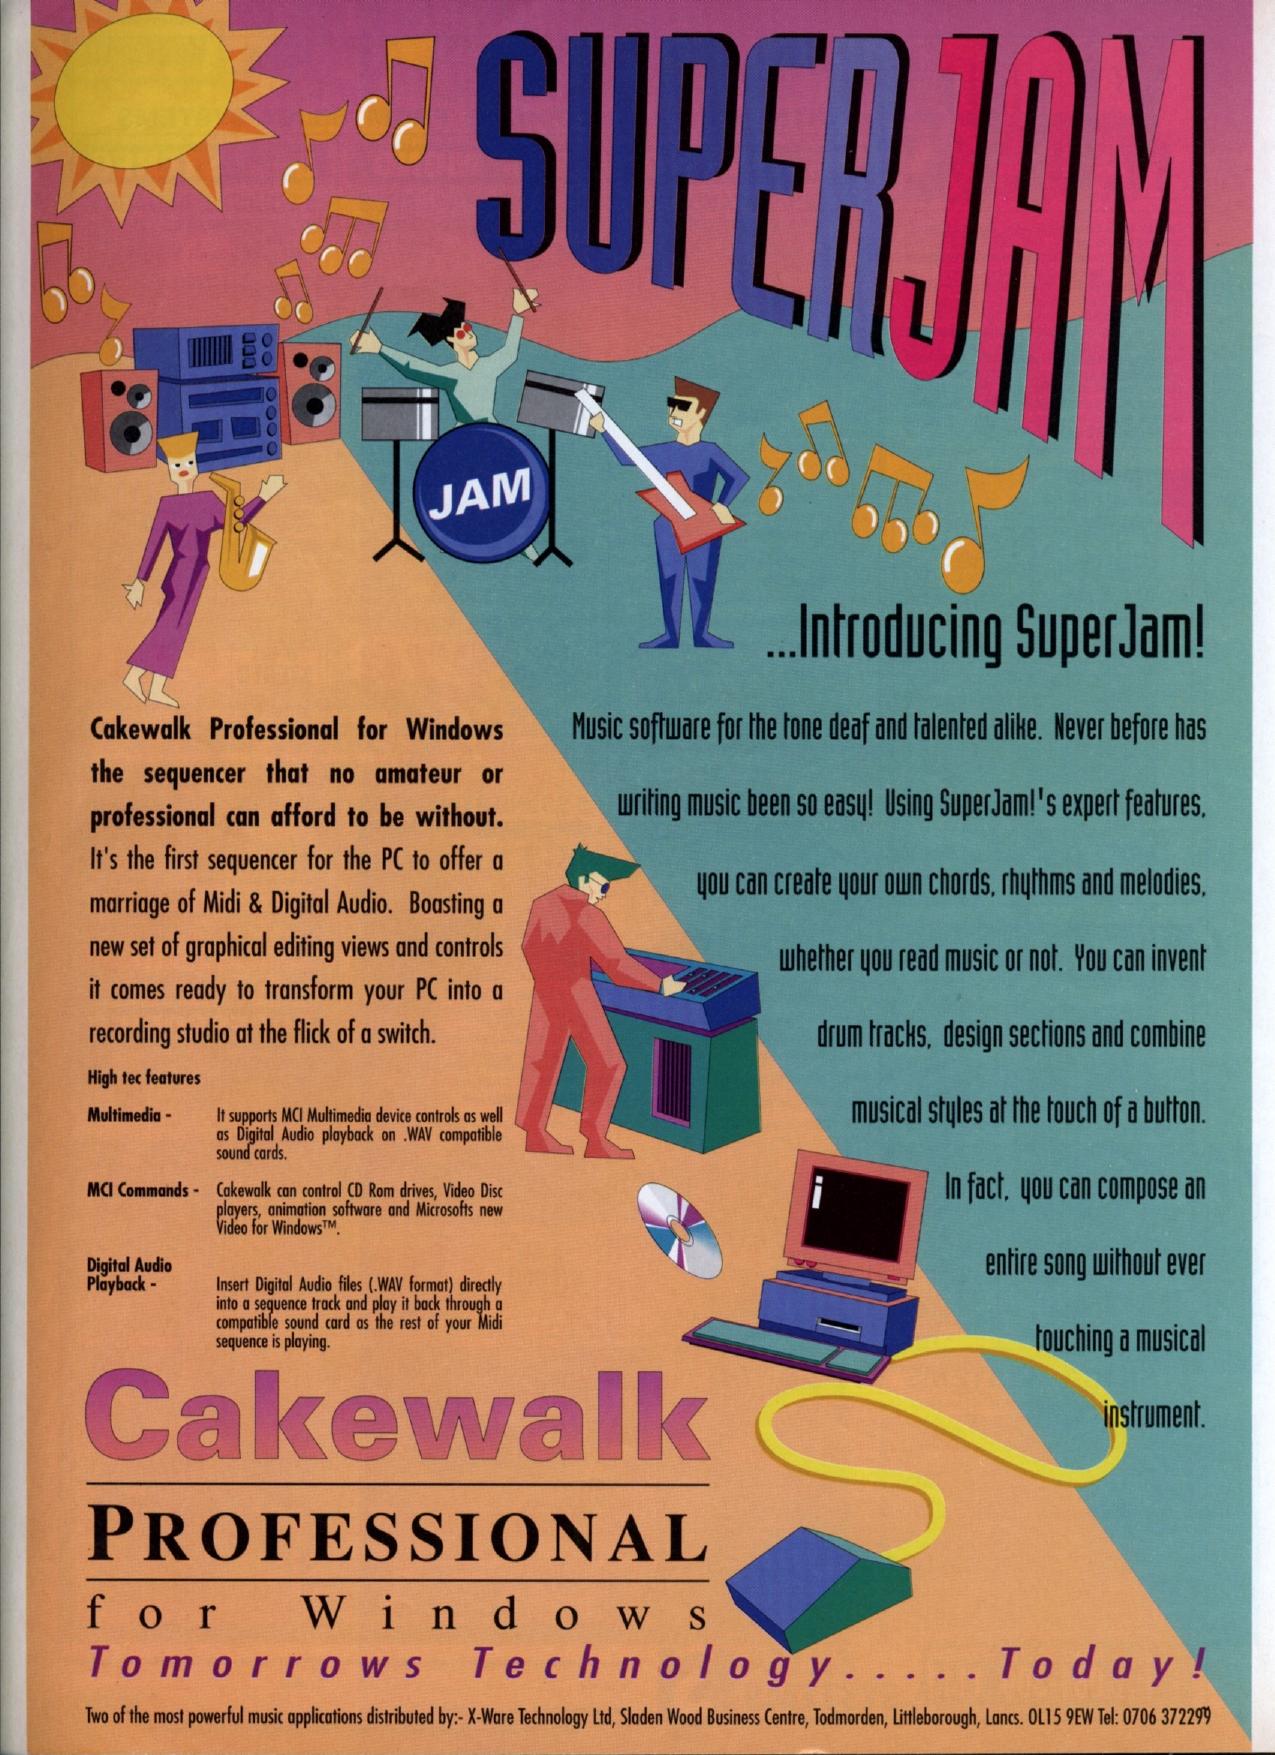 SUPERJAM
JAM
...Introducing SuperJam!
Music software for the tone deaf and talented alike. Never before has
writing music been so easy! Using SuperJam!'s expert features,
you can create your own chords, rhythms and melodies,
whether you read music or not. You can invent
drum tracks, design sections and combine
musical styles at the touch of a button.
In fact, you can compose an
entire song without ever
touching a musical
instrument.
Cakewalk Professional for Windows
the sequencer that no amateur or
professional can afford to be without.
It's the first sequencer for the PC to offer a
marriage of Midi & Digital Audio. Boasting a
new set of graphical editing views and controls
it comes ready to transform your PC into a
recording studio at the flick of a switch.
High tec features
Multimedia - It supports MCI Multimedia device controls as well
as Digital Audio playback on .WAV compatible
sound cards.
MCI Commands - Cakewalk can control CD Rom drives, Video Disc
players, animation software and Microsofts new
Video for Windows™.
Digital Audio
Playback - Insert Digital Audio files (.WAV format) directly
into a sequence track and play it back through a
compatible sound card as the rest of your Midi
sequence is playing.
i
Cakewalk
PROFESSIONAL
for Windows
Tomorrows Technology.....Today!
Two of the most powerful music applications distributed by:- X-Ware Technology Ltd, Sladen Wood Business Centre, Todmorden, Littleborough, Lancs. OL15 9EW Tel: 0706 372299